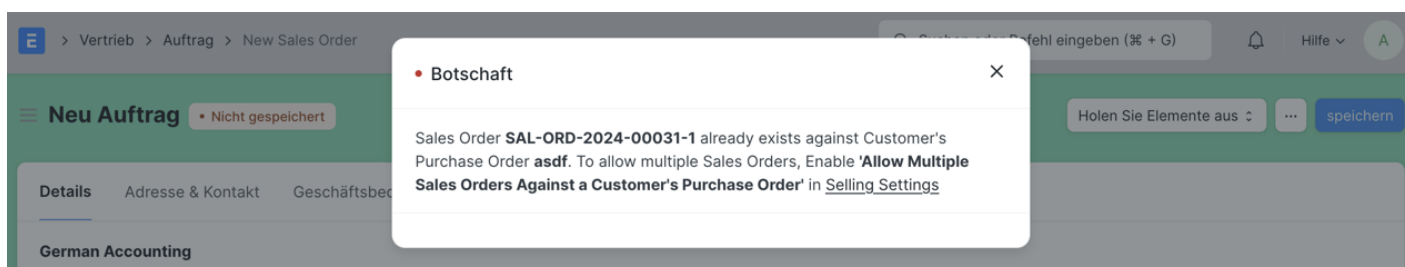 E > Vertrieb > Auftrag > New Sales Order
Hilfe
A
Botschaft
Neu Auftrag • Nicht gespeichert
Holen Sie Elemente aus
...
speichern
Sales Order SAL-ORD-2024-00031-1 already exists against Customer's
Purchase Order asdf. To allow multiple Sales Orders, Enable 'Allow Multiple
Sales Orders Against a Customer's Purchase Order' in Selling Settings
Details
Adresse & Kontakt
German Accounting
eingeben (⌘ + G)